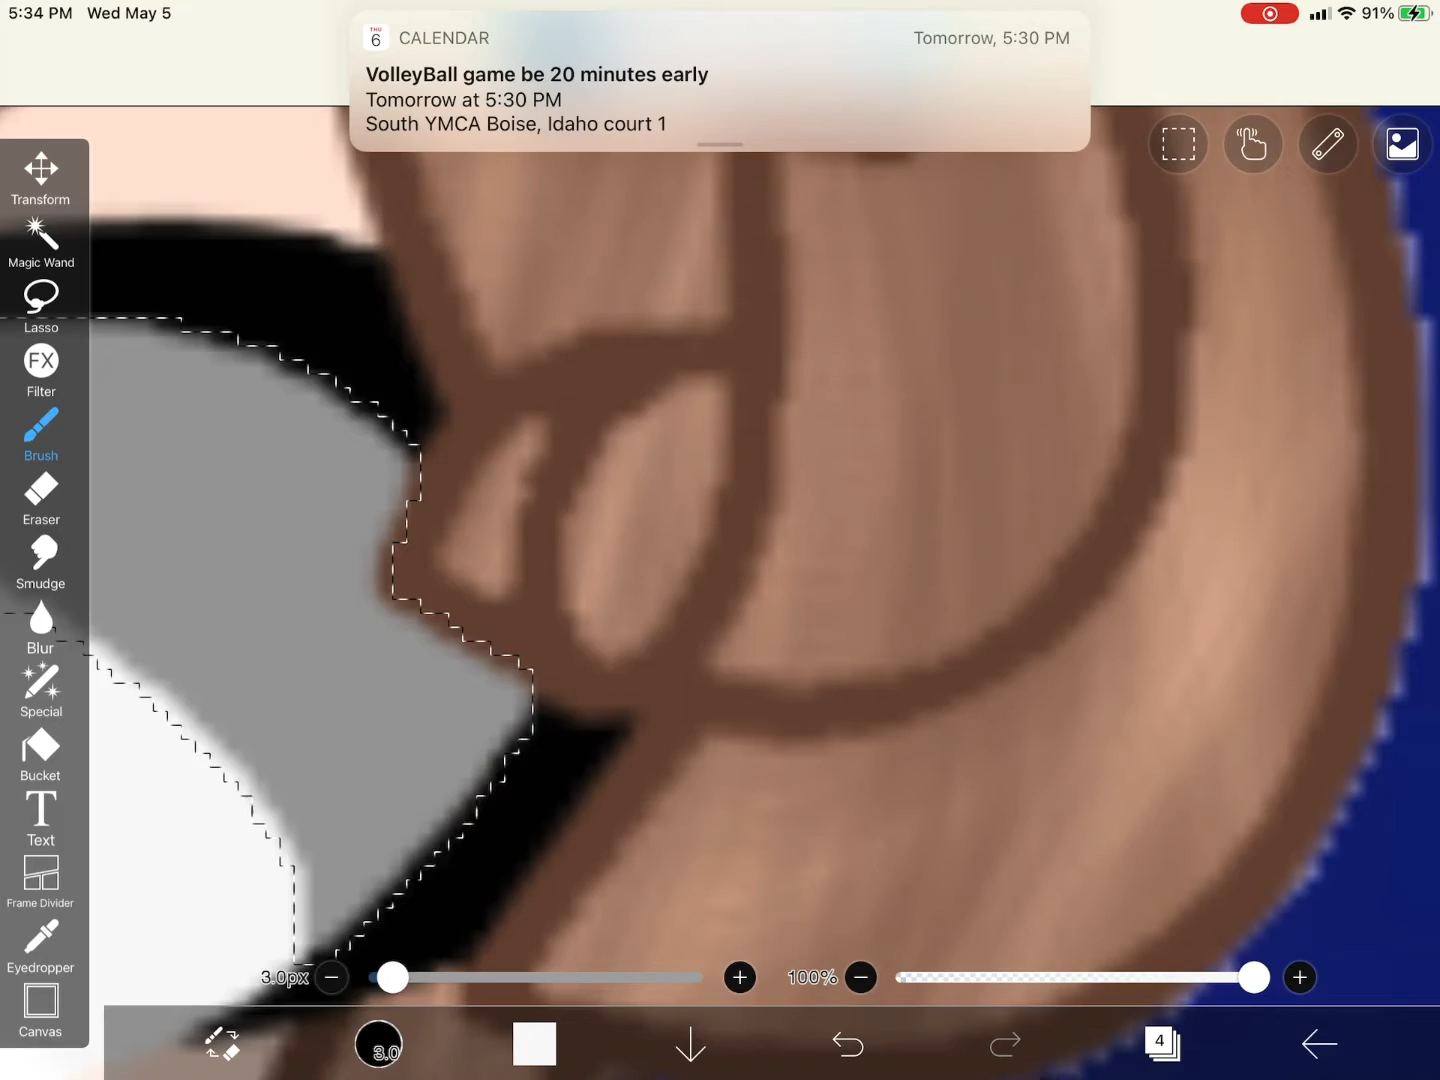 5:34 PM Wed May 5
91%
THU
6
CALENDAR
Tomorrow, 5:30 PM
VolleyBall game be 20 minutes early
Tomorrow at 5:30 PM
South YMCA Boise, Idaho court 1
Transform
Magic Wand
Lasso
FX
Filter
Brush
Eraser
Smudge
Blur
Special
Bucket
T
Text
Frame Divider
Eyedropper
Canvas
3.0px
100%
3.0
4